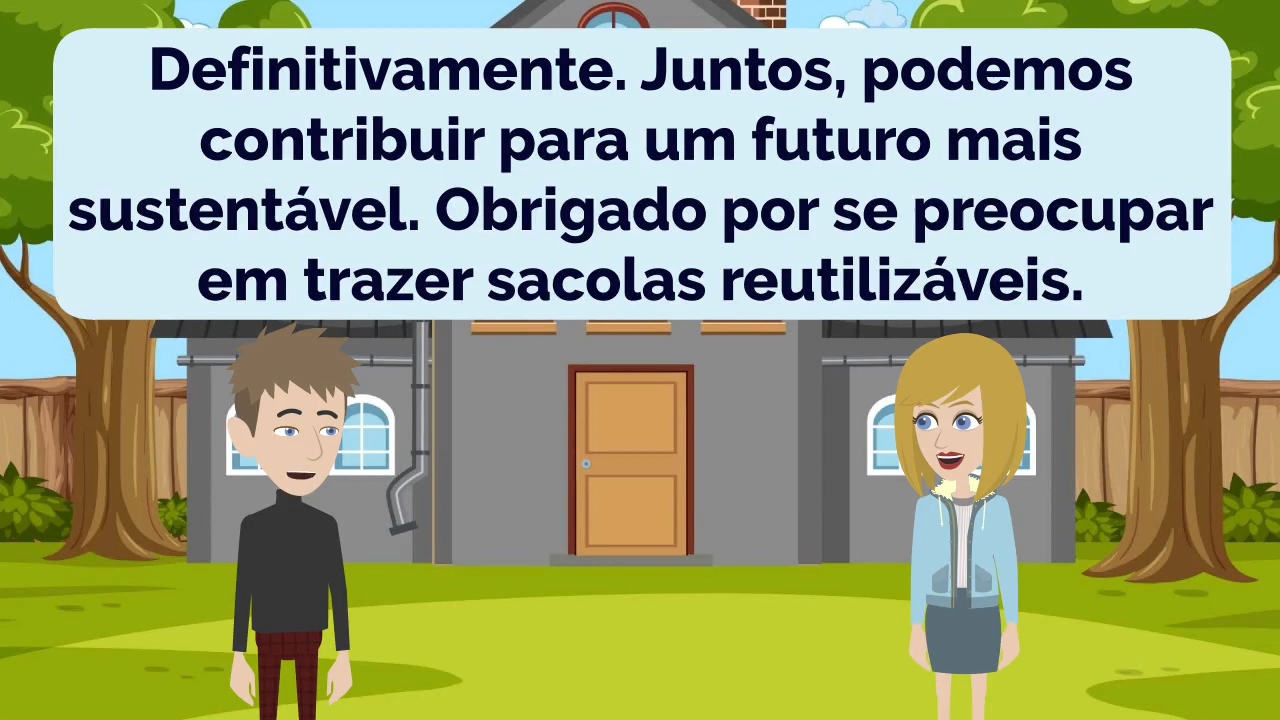 Definitivamente. Juntos, podemos
contribuir para um futuro mais
sustentável. Obrigado por se preocupar
em trazer sacolas reutilizáveis.